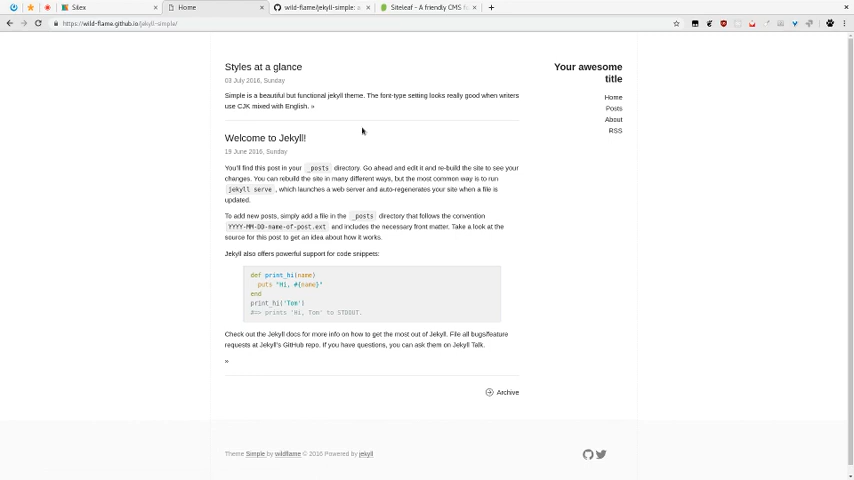 Silex
Home
wild-flame/jekyll-simple: a
Siteleaf - A friendly CMS f
https://wild-flame.github.io/jekyll-simple/
Your awesome
title
Home
Posts
About
RSS
Styles at a glance
03 July 2016, Sunday
Simple is a beautiful but functional jekyll theme. The font-type setting looks really good when writers
use CJK mixed with English. »
Welcome to Jekyll!
19 June 2016, Sunday
You'll find this post in your _posts directory. Go ahead and edit it and re-build the site to see your
changes. You can rebuild the site in many different ways, but the most common way is to run
jekyll serve, which launches a web server and auto-regenerates your site when a file is
updated.
To add new posts, simply add a file in the _posts directory that follows the convention
YYYY-MM-DD-name-of-post.ext and includes the necessary front matter. Take a look at the
source for this post to get an idea about how it works.
Jekyll also offers powerful support for code snippets:
def print_hi(name)
  puts "Hi, #{name}"
end
print_hi('Tom')
#=> prints 'Hi, Tom' to STDOUT.
Check out the Jekyll docs for more info on how to get the most out of Jekyll. File all bugs/feature
requests at Jekyll's GitHub repo. If you have questions, you can ask them on Jekyll Talk.
»
Archive
Theme Simple by wildflame © 2016 Powered by jekyll